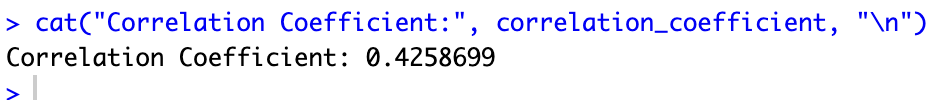 > cat("Correlation Coefficient:", correlation_coefficient, "\n")
Correlation Coefficient: 0.4258699
>